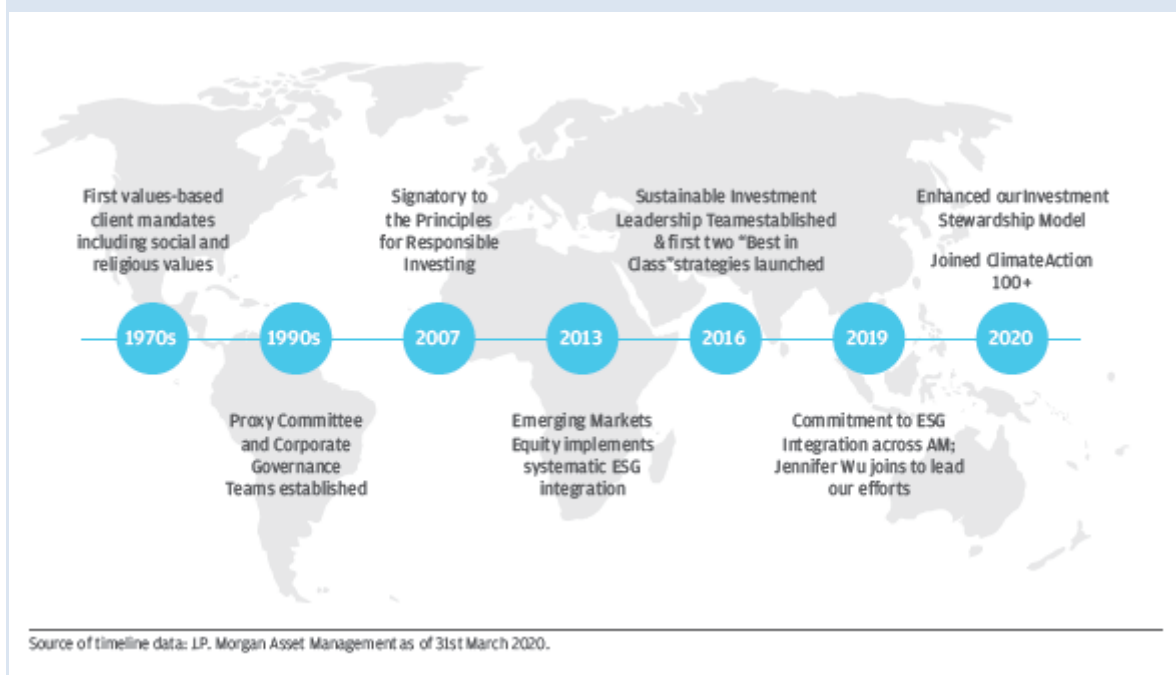 First values-based
client mandates
including social and
religious values
Signatory to
the Principles
for Responsible
Investing
Sustainable Investment
Leadership Teamestablished
& first two "Best in
Class"strategies launched
Enhanced ourInvestment
Stewardship Model
Joined ClimateAction
100+
1970s
1990s
2007
2013
2016
2019
2020
Proxy Committee
and Corporate
Governance
Teams established
Emerging Markets
Equity implements
systematic ESG
integration
Commitment to ESG
Integration across AM;
Jennifer Wu joins to lead
our efforts
Source of timeline data: J.P. Morgan Asset Management as of 31st March 2020.